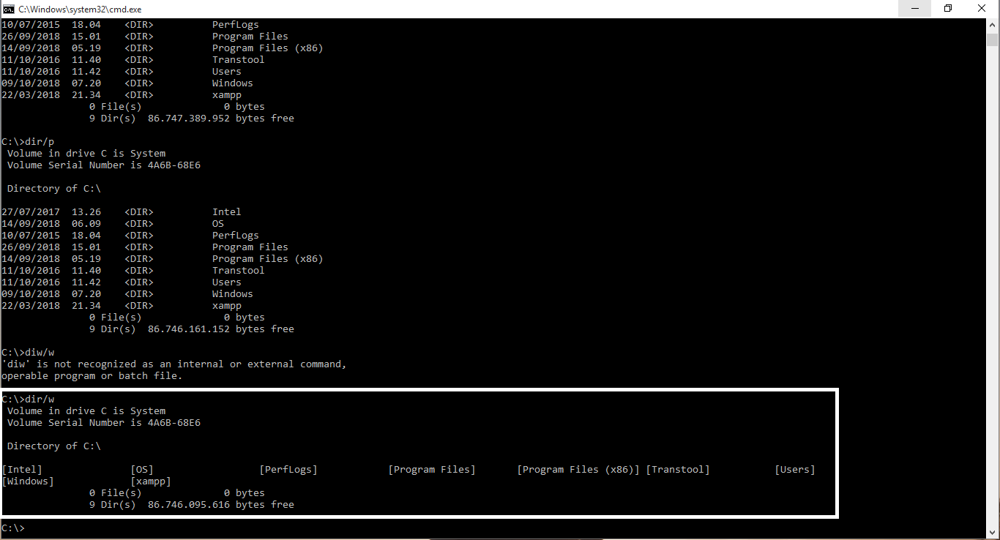 C:\Windows\system32\cmd.exe
10/07/2015  18.04    <DIR>          PerfLogs
26/09/2018  15.01    <DIR>          Program Files
14/09/2018  05.19    <DIR>          Program Files (x86)
11/10/2016  11.40    <DIR>          Transtool
11/10/2016  11.42    <DIR>          Users
09/10/2018  07.20    <DIR>          Windows
22/03/2018  21.34    <DIR>          xampp
               0 File(s)              0 bytes
               9 Dir(s)  86.747.389.952 bytes free

C:\>dir/p
 Volume in drive C is System
 Volume Serial Number is 4A6B-68E6

 Directory of C:\

27/07/2017  13.26    <DIR>          Intel
14/09/2018  06.09    <DIR>          OS
10/07/2015  18.04    <DIR>          PerfLogs
26/09/2018  15.01    <DIR>          Program Files
14/09/2018  05.19    <DIR>          Program Files (x86)
11/10/2016  11.40    <DIR>          Transtool
11/10/2016  11.42    <DIR>          Users
09/10/2018  07.20    <DIR>          Windows
22/03/2018  21.34    <DIR>          xampp
               0 File(s)              0 bytes
               9 Dir(s)  86.746.161.152 bytes free

C:\>diw/w
'diw' is not recognized as an internal or external command,
operable program or batch file.

C:\>dir/w
 Volume in drive C is System
 Volume Serial Number is 4A6B-68E6

 Directory of C:\

[Intel]               [OS]                  [PerfLogs]            [Program Files]       [Program Files (x86)] [Transtool]           [Users]
[Windows]             [xampp]
               0 File(s)              0 bytes
               9 Dir(s)  86.746.095.616 bytes free

C:\>